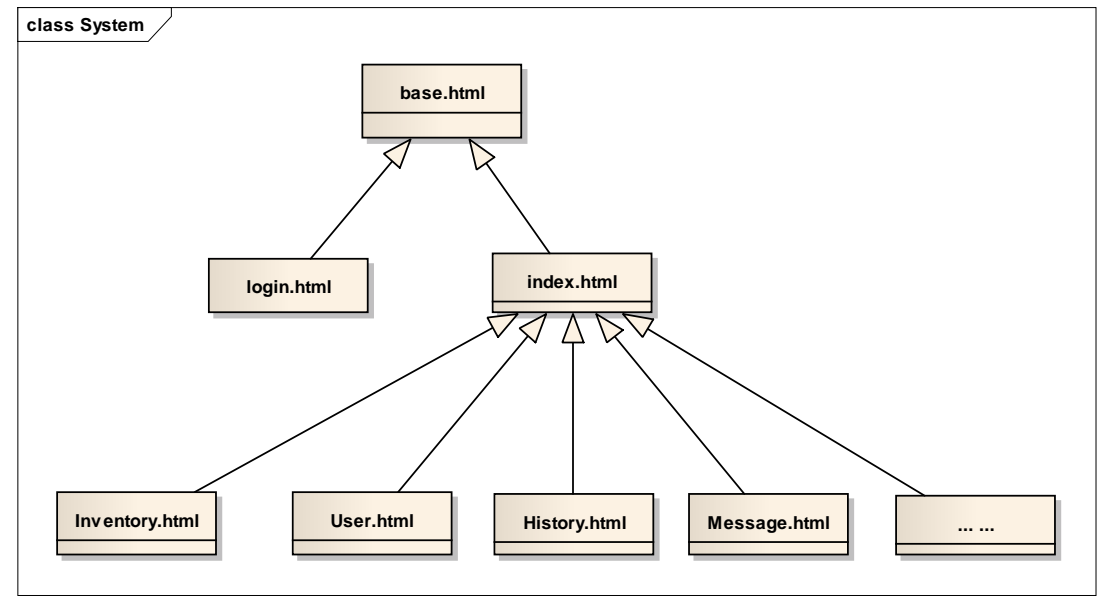 class System
base.html
login.html
index.html
Inventory.html
User.html
History.html
Message.html
... ...